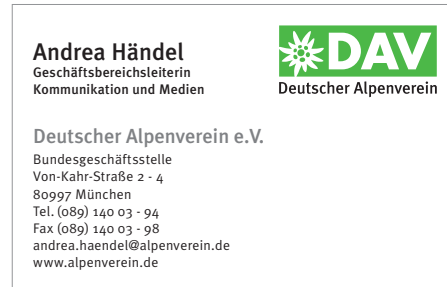 Andrea Händel
Geschäftsbereichsleiterin
Kommunikation und Medien
DAV
Deutscher Alpenverein
Deutscher Alpenverein e.V.
Bundesgeschäftsstelle
Von-Kahr-Straße 2 - 4
80997 München
Tel. (089) 140 03 - 94
Fax (089) 140 03 - 98
andrea.haendel@alpenverein.de
www.alpenverein.de